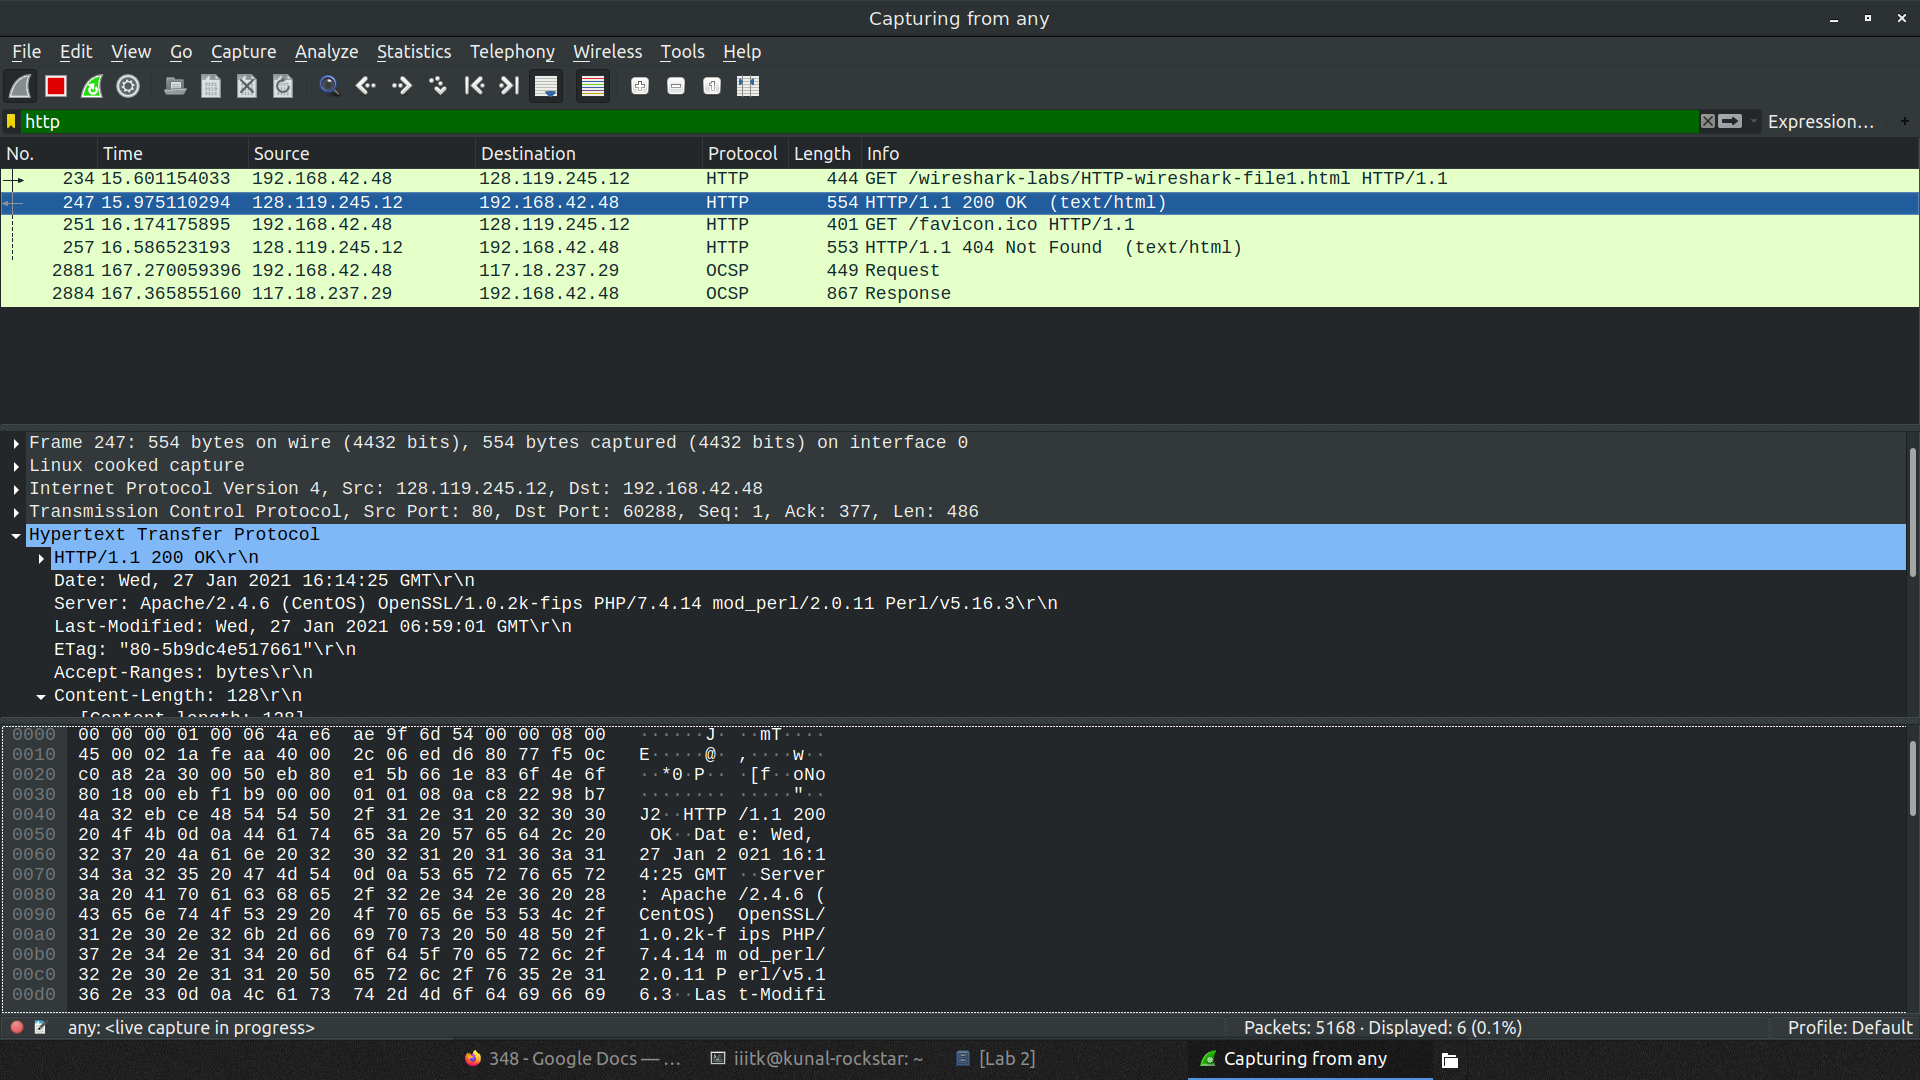 Capturing from any
File Edit View Go Capture Analyze Statistics Telephony Wireless Tools Help
http Expression… +
No. Time Source Destination Protocol Length Info
234 15.601154033 192.168.42.48 128.119.245.12 HTTP 444 GET /wireshark-labs/HTTP-wireshark-file1.html HTTP/1.1
247 15.975110294 128.119.245.12 192.168.42.48 HTTP 554 HTTP/1.1 200 OK (text/html)
251 16.174175895 192.168.42.48 128.119.245.12 HTTP 401 GET /favicon.ico HTTP/1.1
257 16.586523193 128.119.245.12 192.168.42.48 HTTP 553 HTTP/1.1 404 Not Found (text/html)
2881 167.270059396 192.168.42.48 117.18.237.29 OCSP 449 Request
2884 167.365855160 117.18.237.29 192.168.42.48 OCSP 867 Response
Frame 247: 554 bytes on wire (4432 bits), 554 bytes captured (4432 bits) on interface 0
Linux cooked capture
Internet Protocol Version 4, Src: 128.119.245.12, Dst: 192.168.42.48
Transmission Control Protocol, Src Port: 80, Dst Port: 60288, Seq: 1, Ack: 377, Len: 486
Hypertext Transfer Protocol
HTTP/1.1 200 OK\r\n
Date: Wed, 27 Jan 2021 16:14:25 GMT\r\n
Server: Apache/2.4.6 (CentOS) OpenSSL/1.0.2k-fips PHP/7.4.14 mod_perl/2.0.11 Perl/v5.16.3\r\n
Last-Modified: Wed, 27 Jan 2021 06:59:01 GMT\r\n
ETag: "80-5b9dc4e517661"\r\n
Accept-Ranges: bytes\r\n
Content-Length: 128\r\n
[Content length: 128]
0000 00 00 00 01 00 06 4a e6 ae 9f 6d 54 00 00 08 00 ······J· ··mT····
0010 45 00 02 1a fe aa 40 00 2c 06 ed d6 80 77 f5 0c E·····@· ,····w··
0020 c0 a8 2a 30 00 50 eb 80 e1 5b 66 1e 83 6f 4e 6f ··*0·P·· ·[f··oNo
0030 80 18 00 eb f1 b9 00 00 01 01 08 0a c8 22 98 b7 ········ ·····"··
0040 4a 32 eb ce 48 54 54 50 2f 31 2e 31 20 32 30 30 J2··HTTP /1.1 200
0050 20 4f 4b 0d 0a 44 61 74 65 3a 20 57 65 64 2c 20 OK··Dat e: Wed,
0060 32 37 20 4a 61 6e 20 32 30 32 31 20 31 36 3a 31 27 Jan 2 021 16:1
0070 34 3a 32 35 20 47 4d 54 0d 0a 53 65 72 76 65 72 4:25 GMT ··Server
0080 3a 20 41 70 61 63 68 65 2f 32 2e 34 2e 36 20 28 : Apache /2.4.6 (
0090 43 65 6e 74 4f 53 29 20 4f 70 65 6e 53 53 4c 2f CentOS) OpenSSL/
00a0 31 2e 30 2e 32 6b 2d 66 69 70 73 20 50 48 50 2f 1.0.2k-f ips PHP/
00b0 37 2e 34 2e 31 34 20 6d 6f 64 5f 70 65 72 6c 2f 7.4.14 m od_perl/
00c0 32 2e 30 2e 31 31 20 50 65 72 6c 2f 76 35 2e 31 2.0.11 P erl/v5.1
00d0 36 2e 33 0d 0a 4c 61 73 74 2d 4d 6f 64 69 66 69 6.3··Las t-Modifi
any: <live capture in progress> Packets: 5168 · Displayed: 6 (0.1%) Profile: Default
348 - Google Docs — … iiitk@kunal-rockstar: ~ [Lab 2] Capturing from any